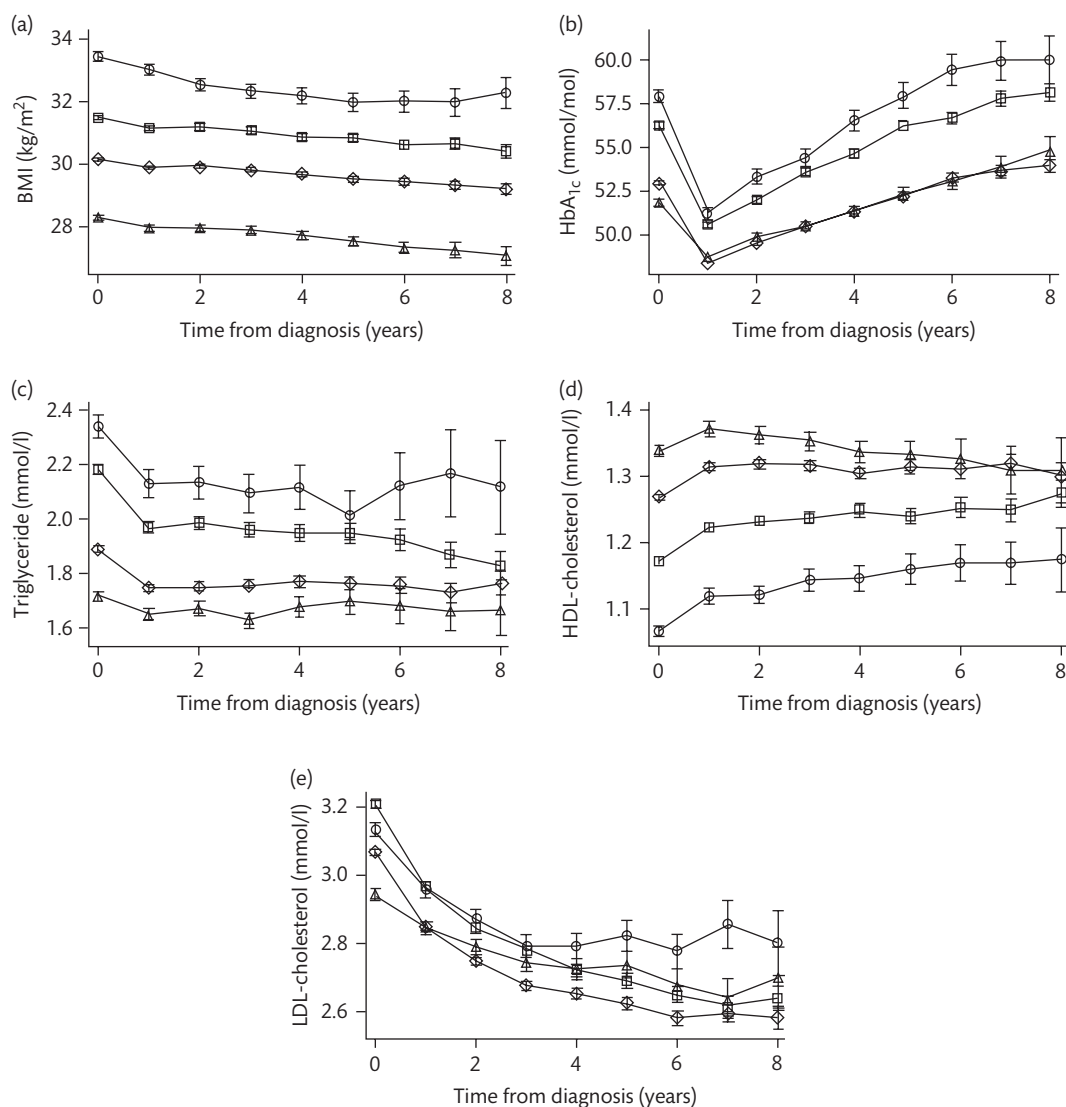 (a)
BMI (kg/m²)
34
32
30
28
0 2 4 6 8
Time from diagnosis (years)
(b)
HbA1c (mmol/mol)
60.0
57.5
55.0
52.5
50.0
0 2 4 6 8
Time from diagnosis (years)
(c)
Triglyceride (mmol/l)
2.4
2.2
2.0
1.8
1.6
0 2 4 6 8
Time from diagnosis (years)
(d)
HDL-cholesterol (mmol/l)
1.4
1.3
1.2
1.1
0 2 4 6 8
Time from diagnosis (years)
(e)
LDL-cholesterol (mmol/l)
3.2
3.0
2.8
2.6
0 2 4 6 8
Time from diagnosis (years)